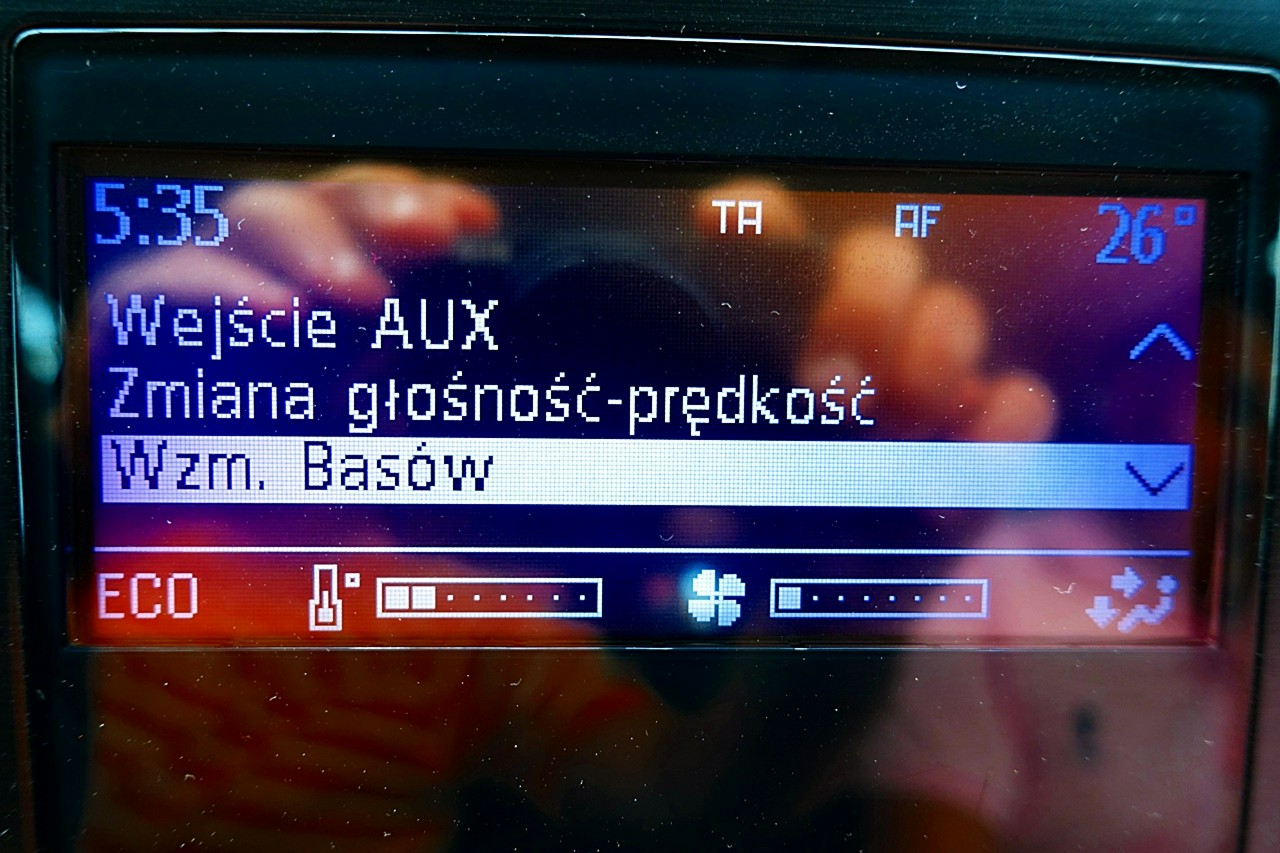 5:35 TA AF 26°
Wejście AUX
Zmiana głośność-prędkość
Wzm. Basów
ECO